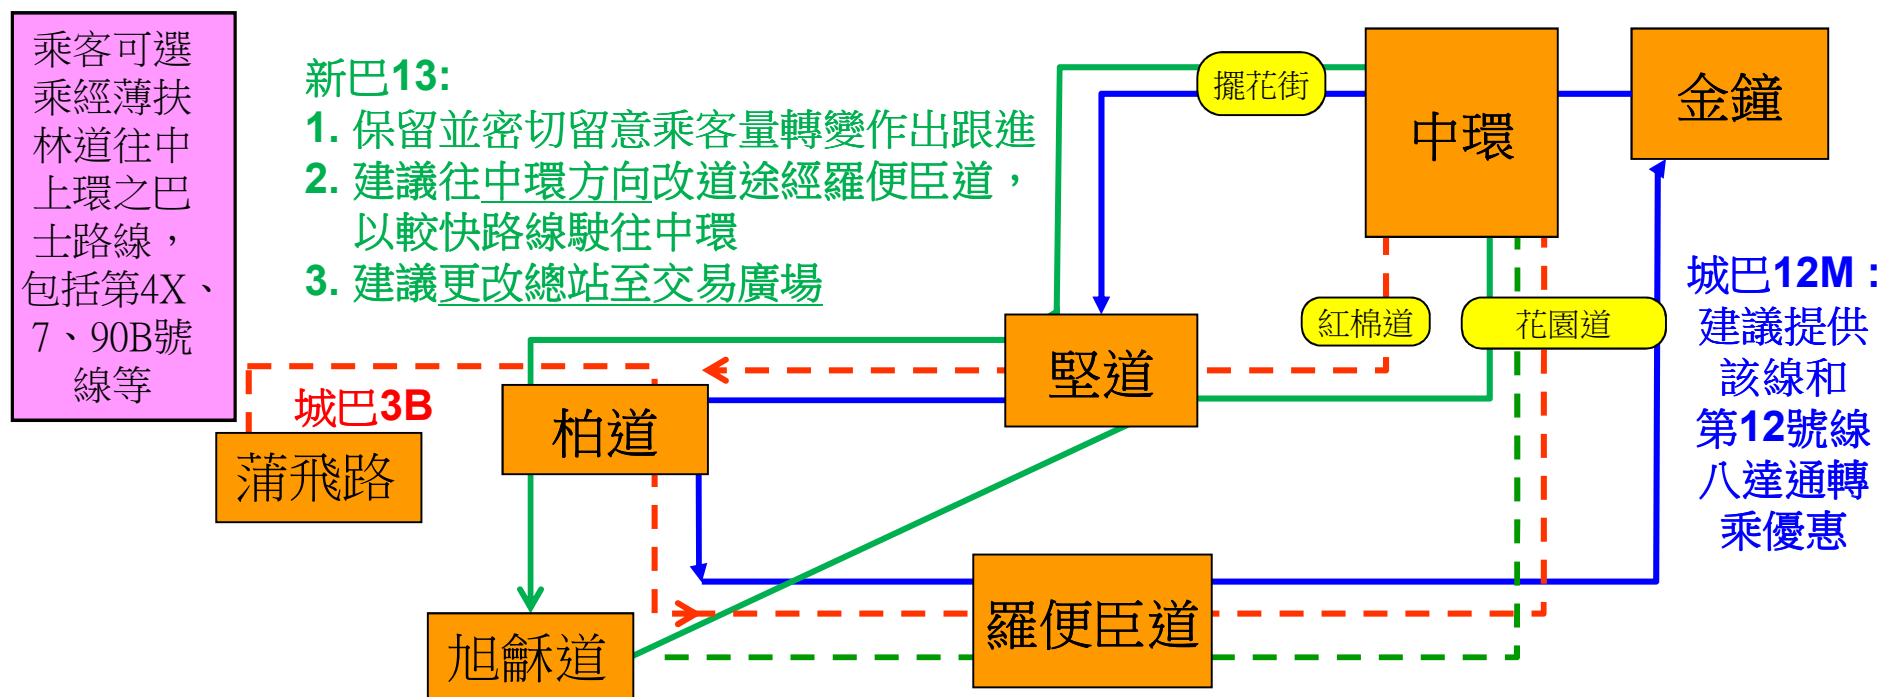 乘客可選
乘經薄扶
林道往中
上環之巴
士路線，
包括第4X、
7、90B號
線等
新巴13:
1. 保留並密切留意乘客量轉變作出跟進
2. 建議往中環方向改道途經羅便臣道，
以較快路線駛往中環
3. 建議更改總站至交易廣場
擺花街
中環
金鐘
紅棉道
花園道
城巴12M：
建議提供
該線和
第12號線
八達通轉
乘優惠
堅道
城巴3B
柏道
蒲飛路
羅便臣道
旭龢道